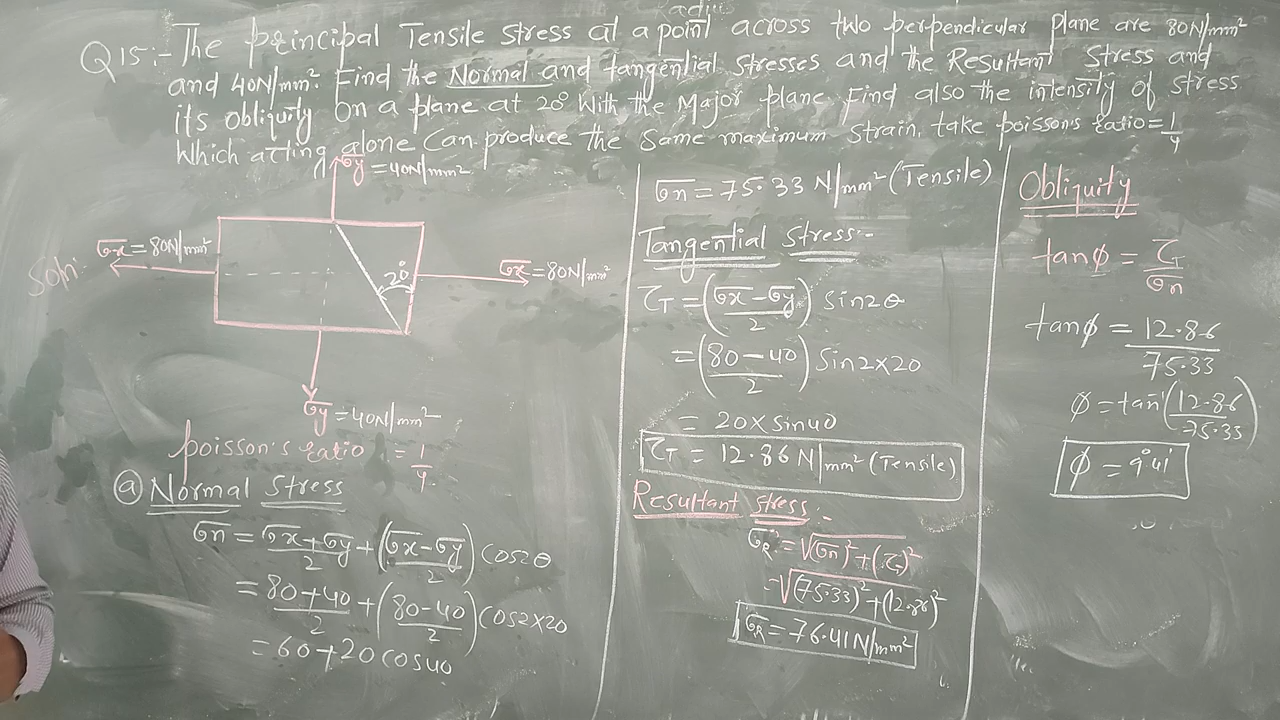 adius
Q15:- The principal Tensile stress at a point across two perpendicular plane are 80N/mm²
and 40N/mm². Find the Normal and tangential stresses and the Resultant Stress and
its obliquity on a plane at 20° with the Major plane. Find also the intensity of stress
Which acting alone Can produce the Same maximum Strain, take poisson's ratio = 1/4
σy = 40N/mm²
σx = 80N/mm²
Soln:-
20°
σx = 80N/mm²
σy = 40N/mm²
poisson's ratio = 1/4.
ⓐ Normal Stress
σn = σx+σy/2 + (σx-σy/2) cos2θ
= 80+40/2 + (80-40/2) cos2×20
= 60+20 cos40
σn = 75.33 N/mm² (Tensile)
Tangential Stress:-
τT = (σx-σy/2) Sin2θ
= (80-40/2) Sin2×20
= 20×sin40
τT = 12.86 N/mm² (Tensile)
Resultant Stress:-
σR = √(σn)²+(τT)²
= √(75.33)²+(12.86)²
σR = 76.41 N/mm²
Obliquity
tanϕ = τT/σn
tanϕ = 12.86/75.33
ϕ = tan⁻¹(12.86/75.33)
ϕ = 9°41'